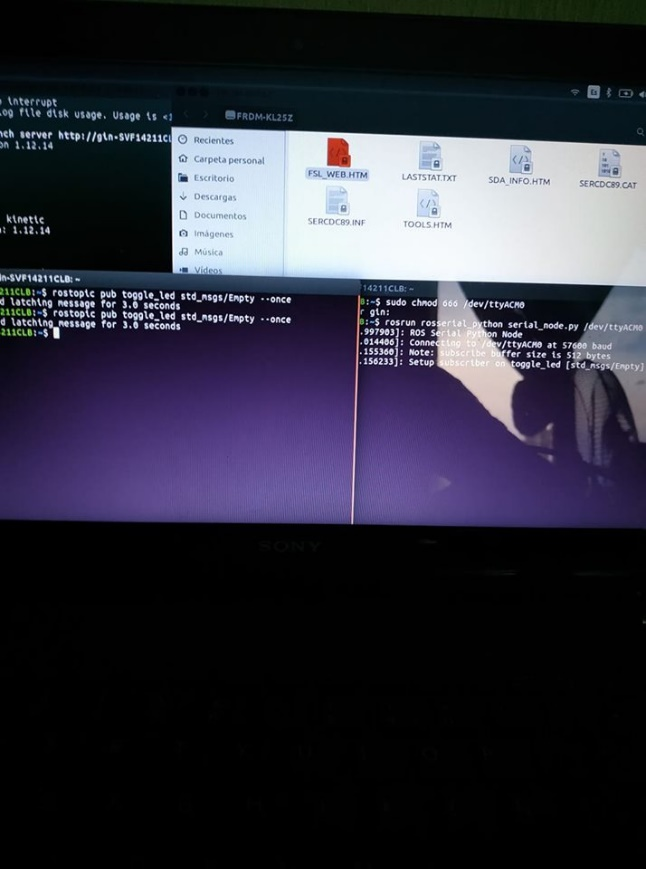 interrupt
og file disk usage. Usage is <1
nch server http://gin-SVF14211CL
on 1.12.14
kinetic
n: 1.12.14
FRDM-KL25Z
Recientes
Carpeta personal
Escritorio
Descargas
Documentos
Imágenes
Música
Vídeos
FSL_WEB.HTM
LASTSTAT.TXT
SDA_INFO.HTM
SERCDC89.CAT
SERCDC89.INF
TOOLS.HTM
n-SVF14211CLB: ~
211CLB:~$ rostopic pub toggle_led std_msgs/Empty --once
d latching message for 3.0 seconds
211CLB:~$ rostopic pub toggle_led std_msgs/Empty --once
d latching message for 3.0 seconds
211CLB:~$
14211CLB: ~
B:~$ sudo chmod 666 /dev/ttyACM0
r gin:
B:~$ rosrun rosserial_python serial_node.py /dev/ttyACM0
.997903]: ROS Serial Python Node
.014406]: Connecting to /dev/ttyACM0 at 57600 baud
.155360]: Note: subscribe buffer size is 512 bytes
.156233]: Setup subscriber on toggle_led [std_msgs/Empty]
SONY